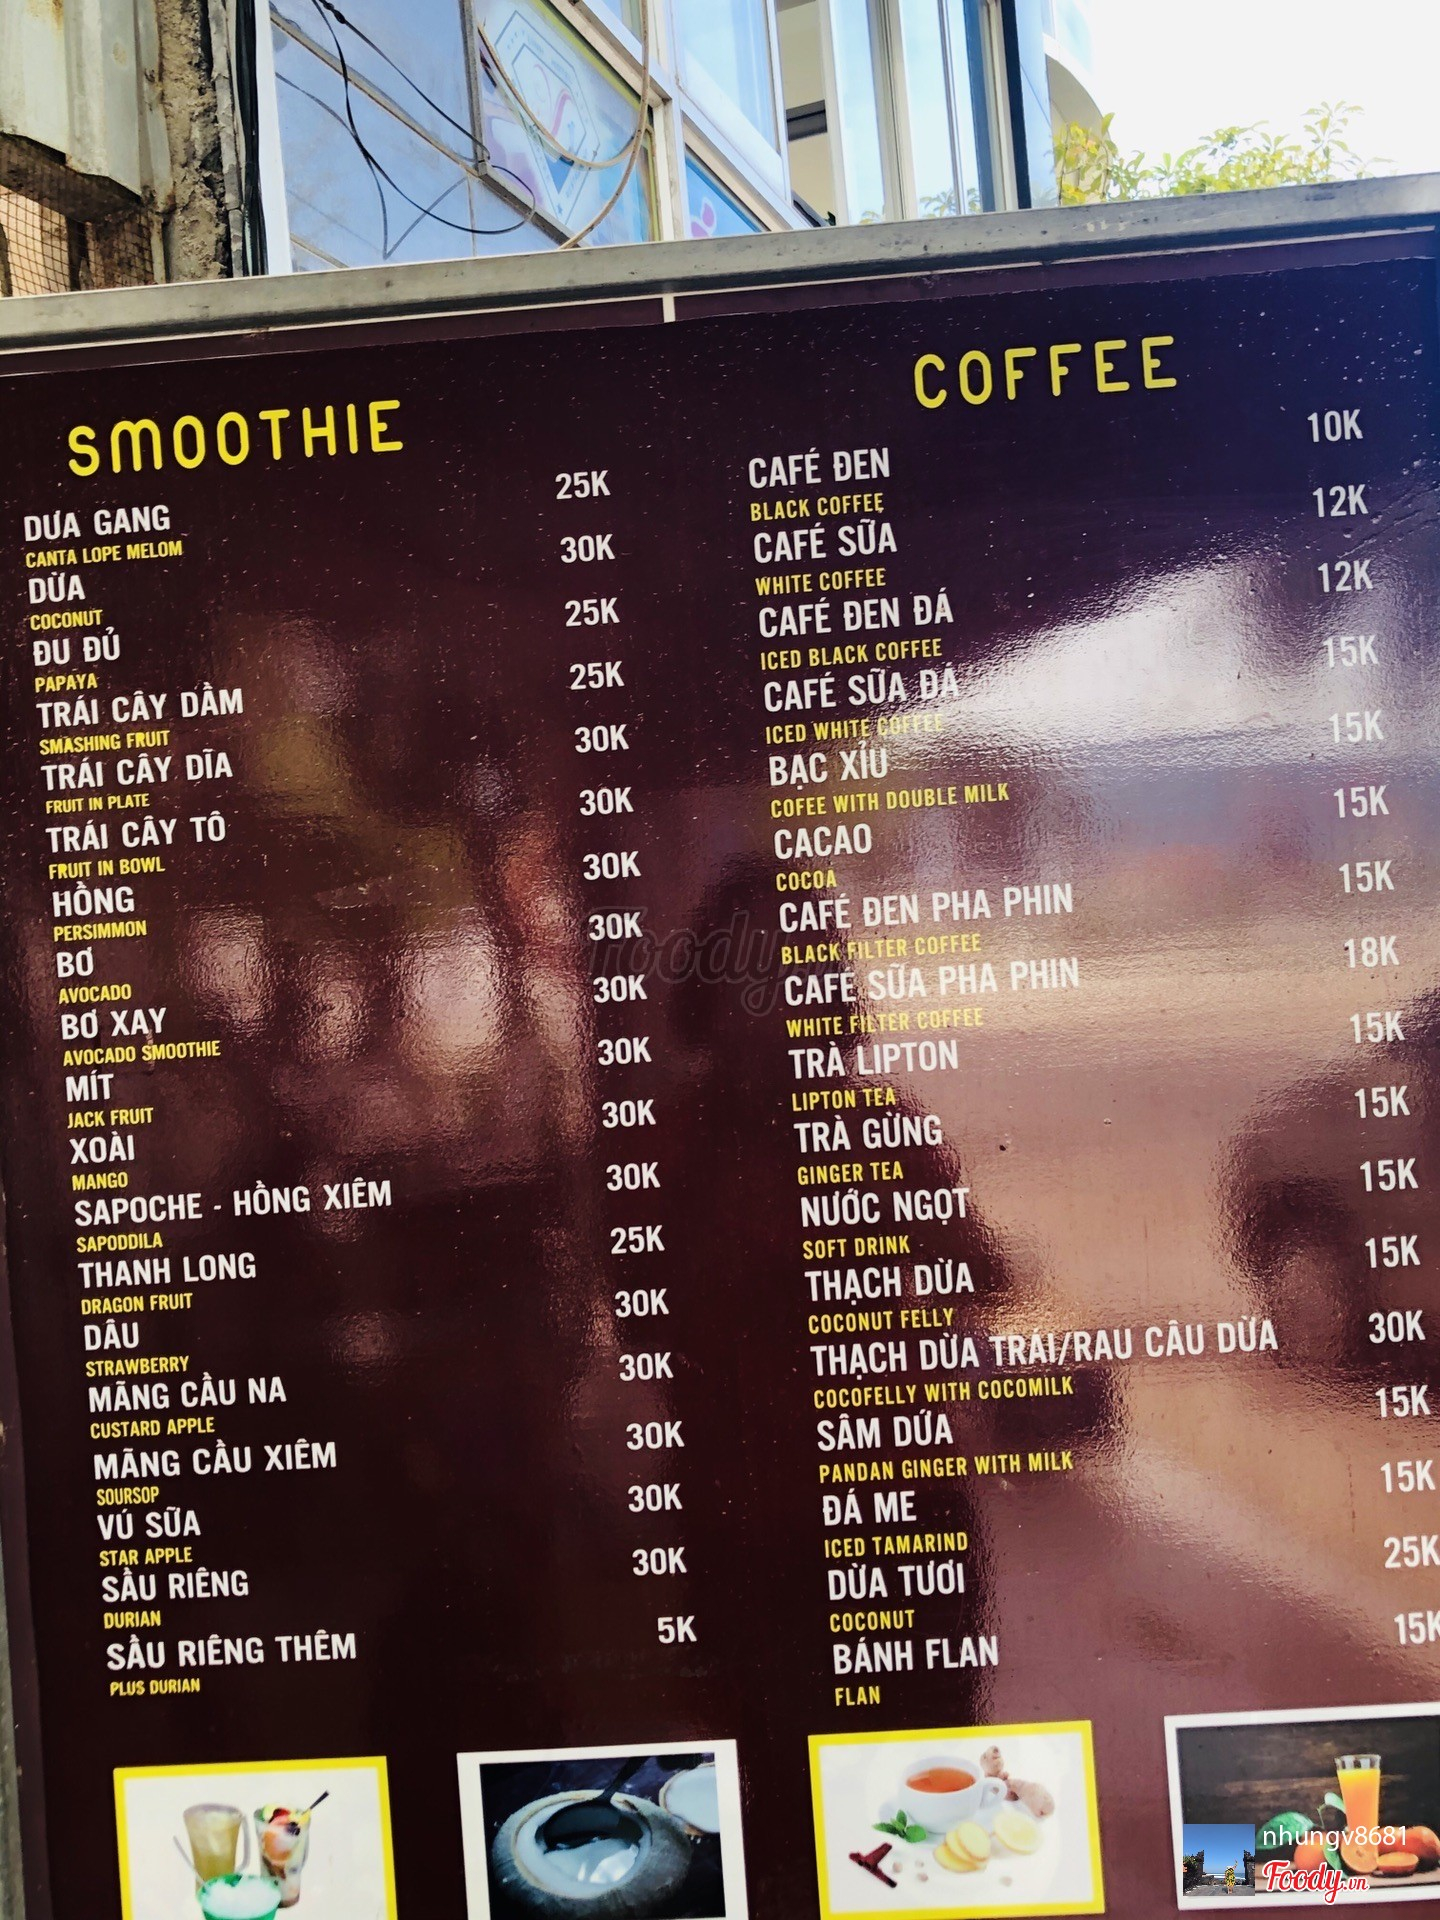 SMOOTHIE
DƯA GANG 25K
CANTA LOPE MELOM
DỪA 30K
COCONUT
ĐU ĐỦ 25K
PAPAYA
TRÁI CÂY DẦM 25K
SMASHING FRUIT
TRÁI CÂY DĨA 30K
FRUIT IN PLATE
TRÁI CÂY TÔ 30K
FRUIT IN BOWL
HỒNG 30K
PERSIMMON
BƠ 30K
AVOCADO
BƠ XAY 30K
AVOCADO SMOOTHIE
MÍT 30K
JACK FRUIT
XOÀI 30K
MANGO
SAPOCHE - HỒNG XIÊM 30K
SAPODDILA
THANH LONG 25K
DRAGON FRUIT
DÂU 30K
STRAWBERRY
MÃNG CẦU NA 30K
CUSTARD APPLE
MÃNG CẦU XIÊM 30K
SOURSOP
VÚ SỮA 30K
STAR APPLE
SẦU RIÊNG 30K
DURIAN
SẦU RIÊNG THÊM 5K
PLUS DURIAN
COFFEE
CAFÉ ĐEN 10K
BLACK COFFEE
CAFÉ SỮA 12K
WHITE COFFEE
CAFÉ ĐEN ĐÁ 12K
ICED BLACK COFFEE
CAFÉ SỮA ĐÁ 15K
ICED WHITE COFFEE
BẠC XỈU 15K
COFEE WITH DOUBLE MILK
CACAO 15K
COCOA
CAFÉ ĐEN PHA PHIN 15K
BLACK FILTER COFFEE
CAFÉ SỮA PHA PHIN 18K
WHITE FILTER COFFEE
TRÀ LIPTON 15K
LIPTON TEA
TRÀ GỪNG 15K
GINGER TEA
NƯỚC NGỌT 15K
SOFT DRINK
THẠCH DỪA 15K
COCONUT FELLY
THẠCH DỪA TRÁI/RAU CÂU DỪA 30K
COCOFELLY WITH COCOMILK
SÂM DỨA 15K
PANDAN GINGER WITH MILK
ĐÁ ME 15K
ICED TAMARIND
DỪA TƯƠI 25K
COCONUT
BÁNH FLAN 15K
FLAN
Foody
nhungv8681
Foody.vn